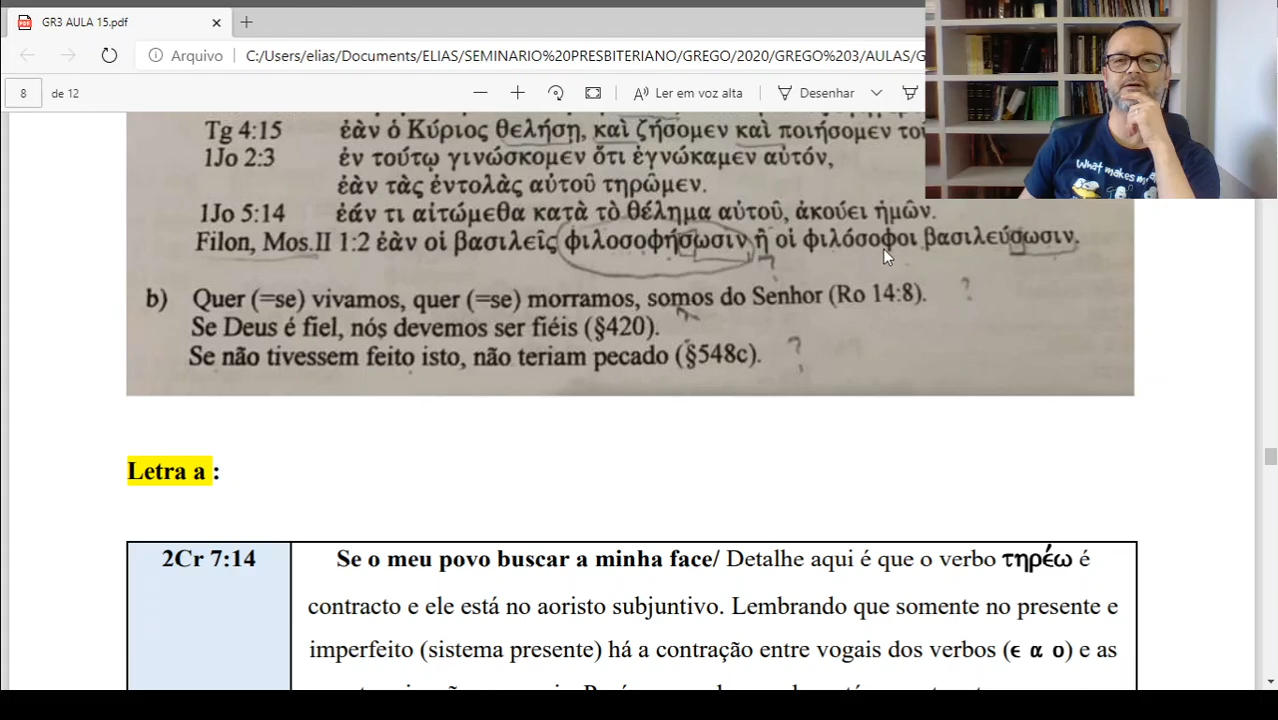 GR3 AULA 15.pdf
Arquivo C:/Users/elias/Documents/ELIAS/SEMINARIO%20PRESBITERIANO/GREGO/2020/GREGO%203/AULAS/G
8 de 12 Ler em voz alta Desenhar
Tg 4:15 ἐὰν ὁ Κύριος θελήσῃ, καὶ ζήσομεν καὶ ποιήσομεν τοῦ
1Jo 2:3 ἐν τούτῳ γινώσκομεν ὅτι ἐγνώκαμεν αὐτόν,
ἐὰν τὰς ἐντολὰς αὐτοῦ τηρῶμεν.
1Jo 5:14 ἐάν τι αἰτώμεθα κατὰ τὸ θέλημα αὐτοῦ, ἀκούει ἡμῶν.
Filon, Mos.II 1:2 ἐὰν οἱ βασιλεῖς φιλοσοφήσωσιν ἢ οἱ φιλόσοφοι βασιλεύσωσιν.
?
b) Quer (=se) vivamos, quer (=se) morramos, somos do Senhor (Ro 14:8). ?
Se Deus é fiel, nós devemos ser fiéis (§420).
Se não tivessem feito isto, não teriam pecado (§548c). ?
Letra a :
2Cr 7:14 Se o meu povo buscar a minha face/ Detalhe aqui é que o verbo τηρέω é
contracto e ele está no aoristo subjuntivo. Lembrando que somente no presente e
imperfeito (sistema presente) há a contração entre vogais dos verbos (ε α ο) e as